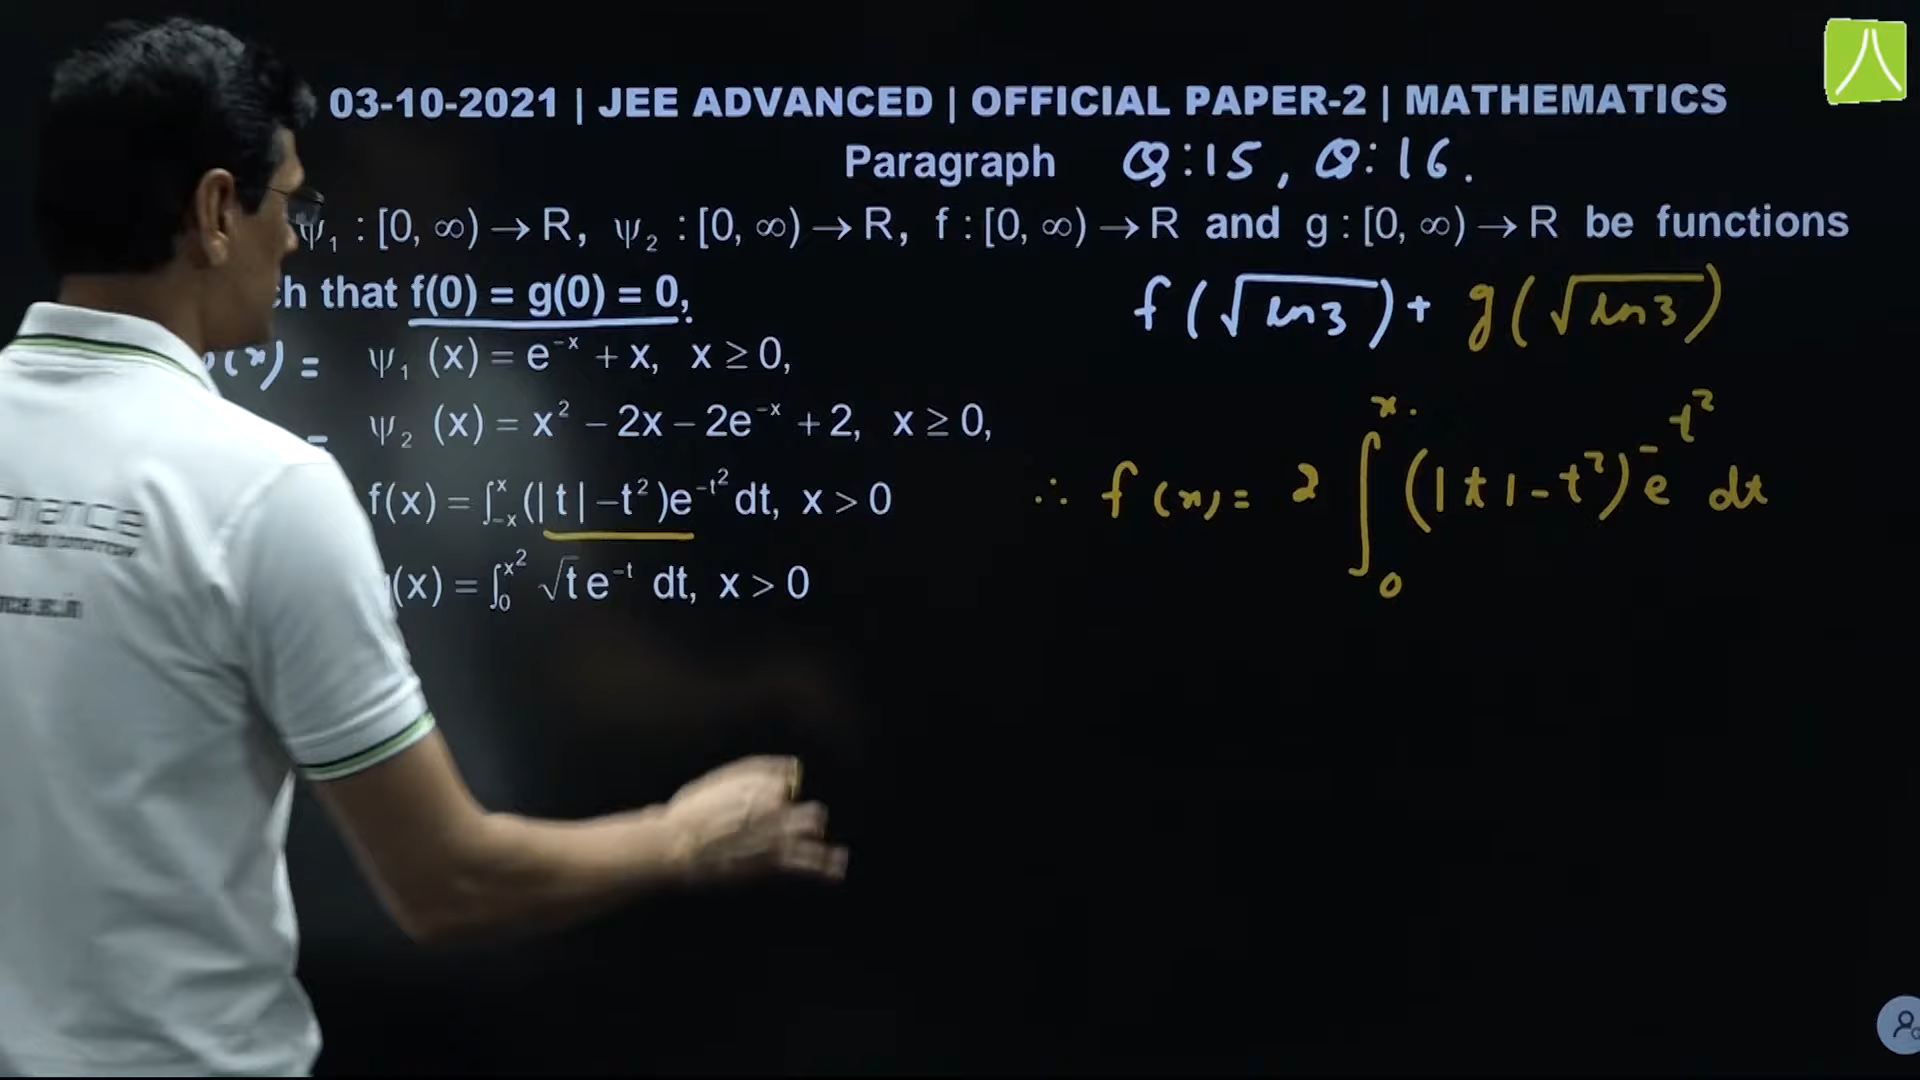 03-10-2021 | JEE ADVANCED | OFFICIAL PAPER-2 | MATHEMATICS
Paragraph Q:15, Q:16.
ψ₁ : [0, ∞) → R, ψ₂ : [0, ∞) → R, f : [0, ∞) → R and g : [0, ∞) → R be functions
that f(0) = g(0) = 0,
f(√ln3) + g(√ln3)
(x) = ψ₁ (x) = e⁻ˣ + x, x ≥ 0,
= ψ₂ (x) = x² − 2x − 2e⁻ˣ + 2, x ≥ 0,
f(x) = ∫₋ₓˣ (|t| − t²)e^(−t²) dt, x > 0
∴ f(x) = 2 ∫₀ˣ (|t| − t²) e^(−t²) dt
(x) = ∫₀^(x²) √t e^(−t) dt, x > 0